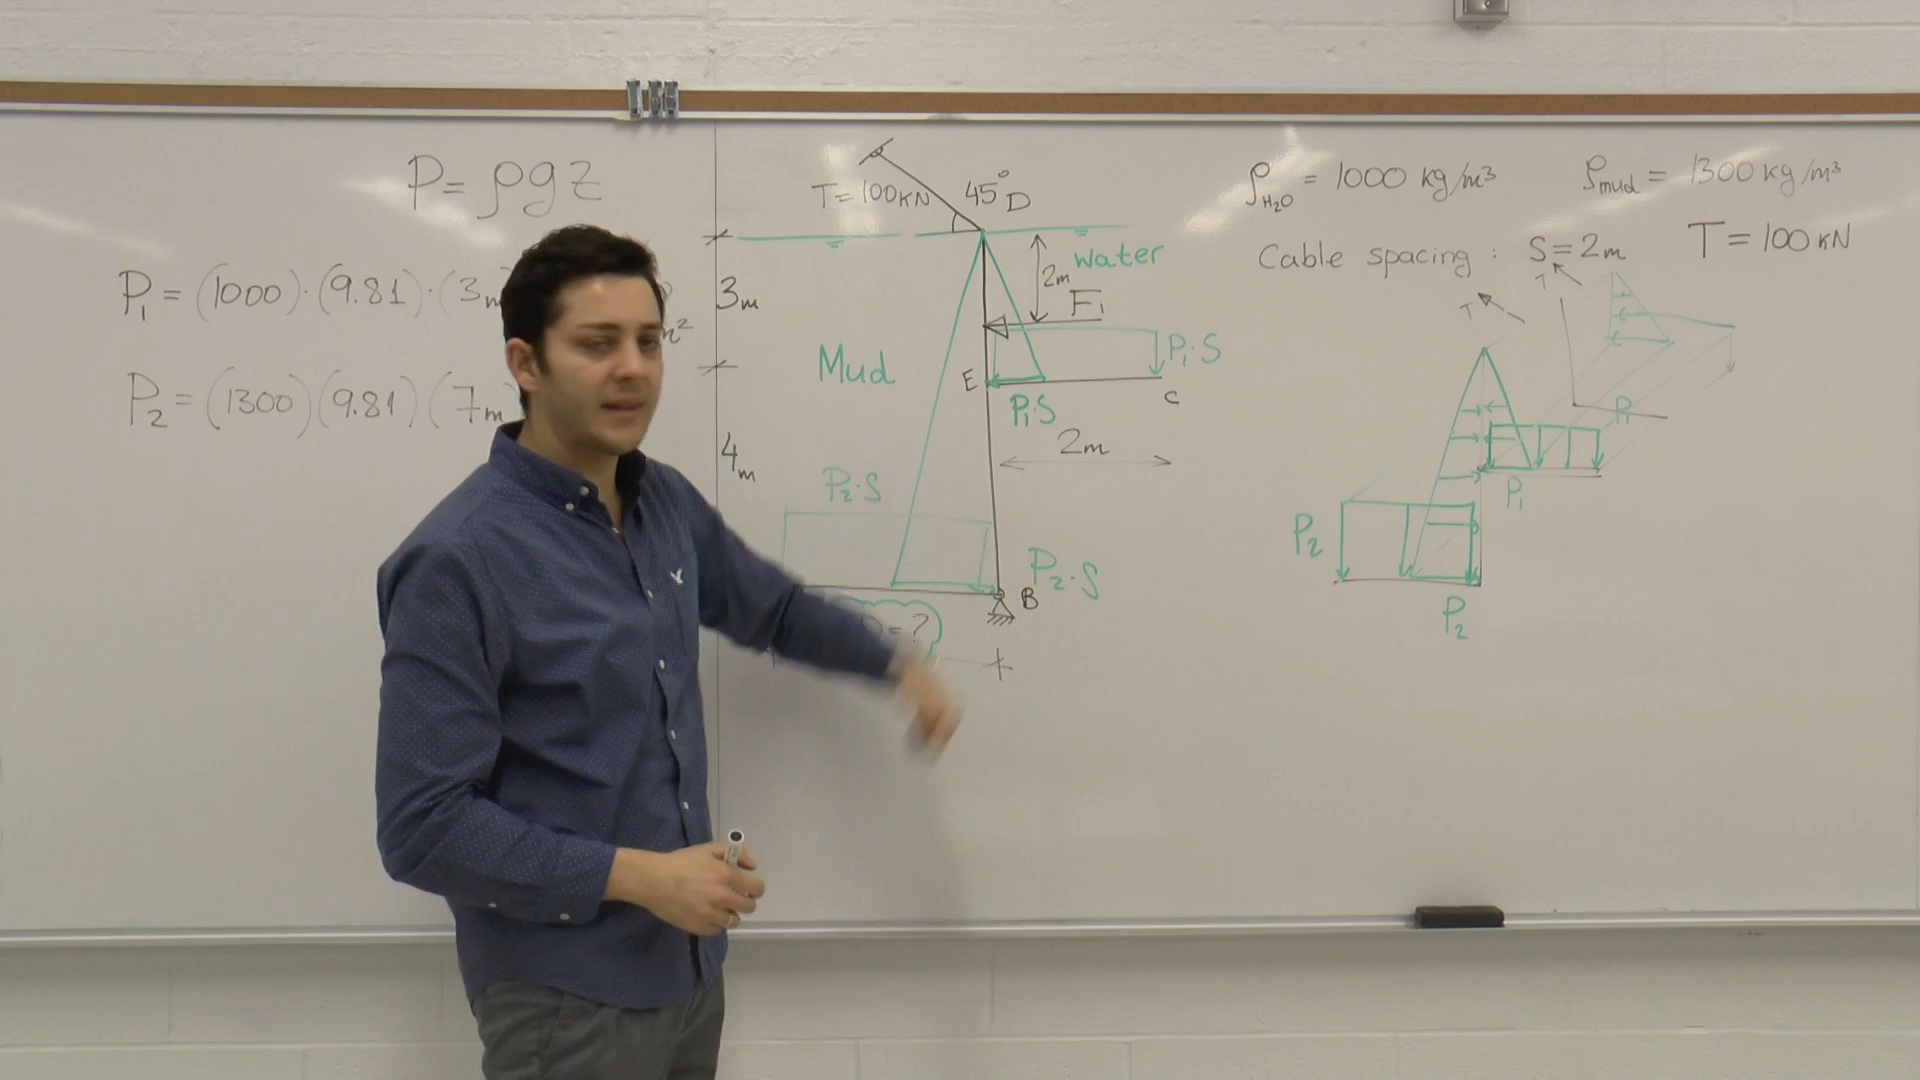 P = ρgz
P₁ = (1000)·(9.81)·(3m
m²
P₂ = (1300)(9.81)(7m
3m
4m
T=100KN
45°
D
Water
2m
F₁
Mud
P₁·S
E
C
P₁·S
2m
P₂·S
P₂·S
B
=?
ρH₂O = 1000 kg/m³
ρmud = 1300 kg/m³
Cable spacing : S=2m
T=100KN
T
T
P₁
P₁
P₂
P₂